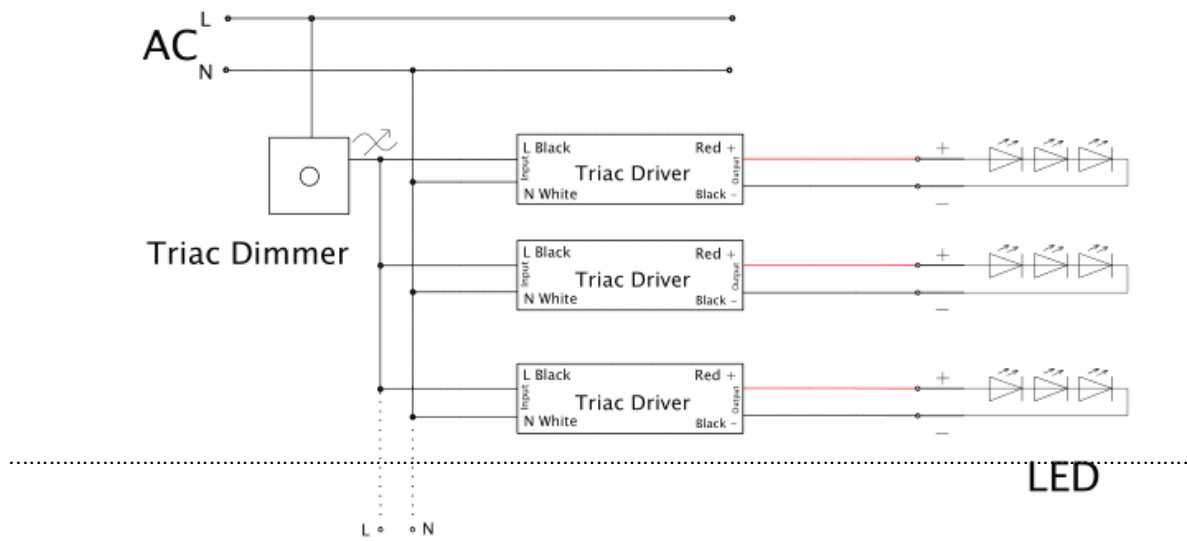 L
AC
N
L Black
Red +
Input
Triac Driver
Output
N White
Black -
Triac Dimmer
L Black
Red +
Input
Triac Driver
Output
N White
Black -
L Black
Red +
Input
Triac Driver
Output
N White
Black -
LED
L
N